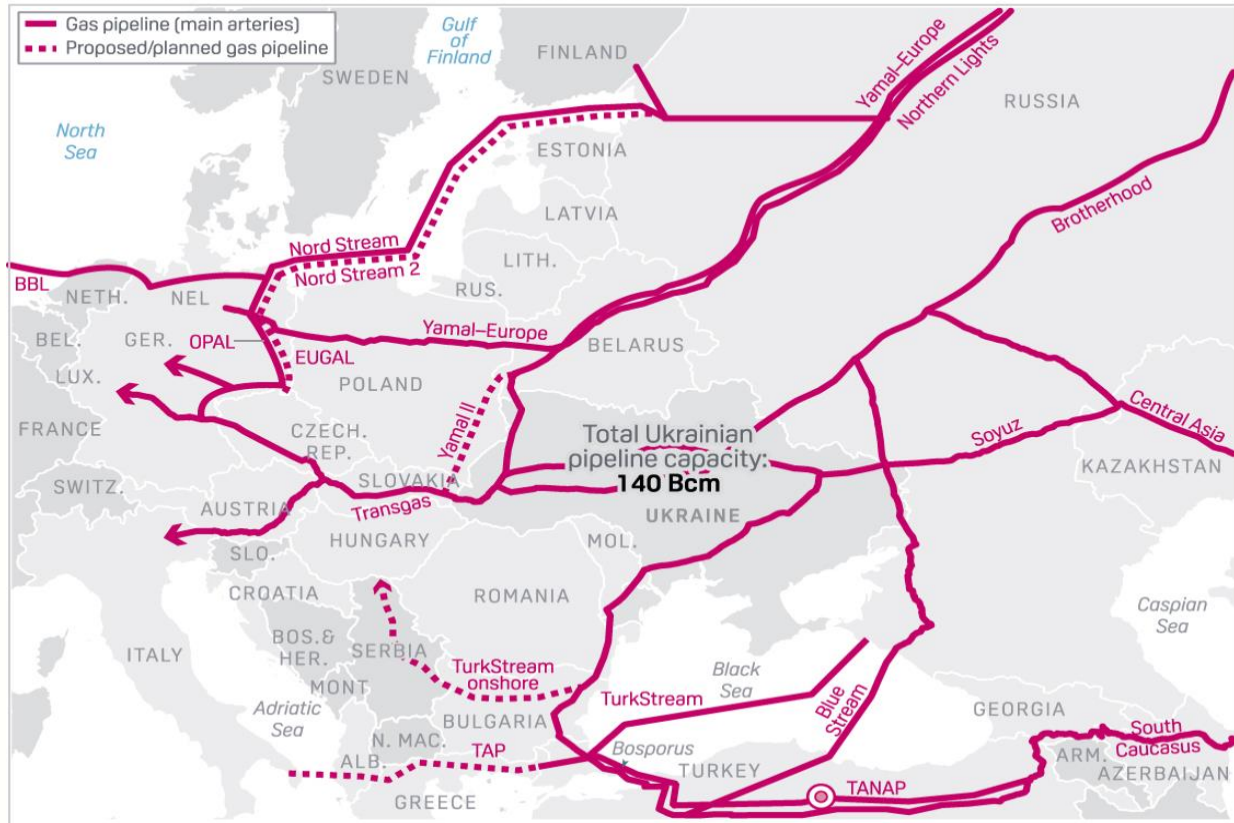 Gas pipeline (main arteries)
Proposed/planned gas pipeline
Gulf
of
Finland
FINLAND
SWEDEN
Yamal–Europe
Northern Lights
RUSSIA
North
Sea
ESTONIA
LATVIA
Brotherhood
Nord Stream
Nord Stream 2
LITH.
RUS.
BBL
NETH.
NEL
BEL.
GER.
OPAL
EUGAL
Yamal–Europe
BELARUS
LUX.
POLAND
Yamal II
FRANCE
CZECH.
REP.
Total Ukrainian
pipeline capacity:
140 Bcm
UKRAINE
Soyuz
Central Asia
KAZAKHSTAN
SWITZ.
SLOVAKIA
Transgas
AUSTRIA
HUNGARY
MOL.
SLO.
CROATIA
ROMANIA
Caspian
Sea
ITALY
BOS.&
HER.
SERBIA
TurkStream
onshore
Black
Sea
MONT
Adriatic
Sea
TurkStream
Blue
Stream
BULGARIA
GEORGIA
N. MAC.
TAP
ALB.
Bosporus
TURKEY
South
Caucasus
ARM.
AZERBAIJAN
TANAP
GREECE